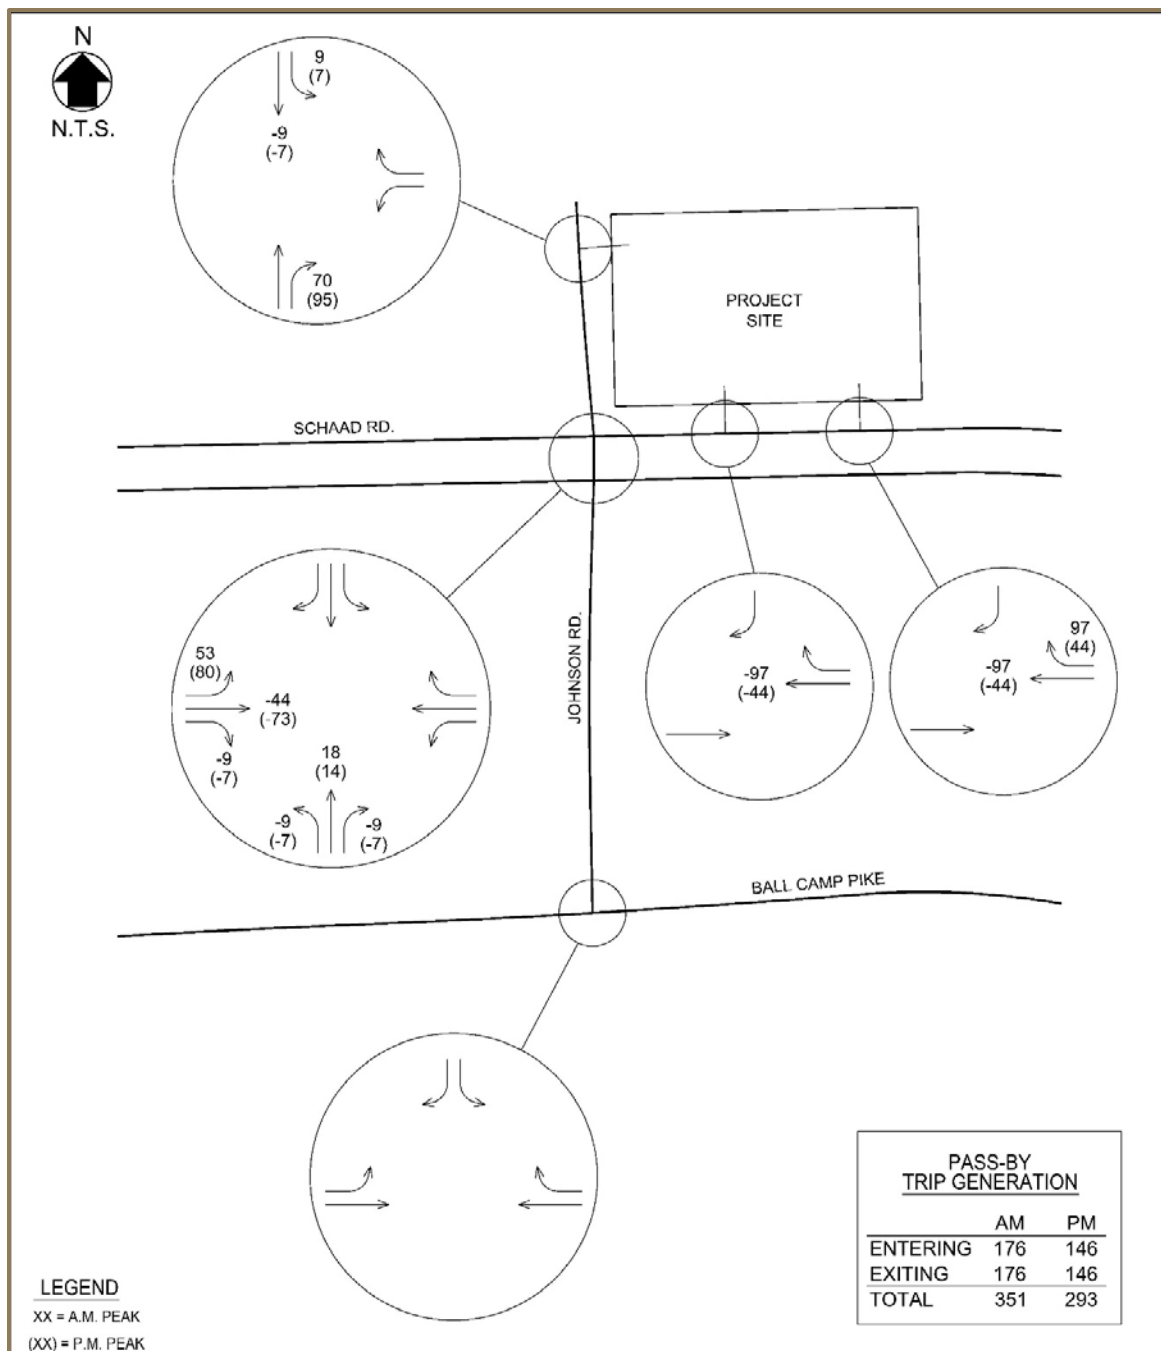 N
N.T.S.
9
(7)
-9
(-7)
70
(95)
PROJECT
SITE
SCHAAD RD.
53
(80)
-44
(-73)
-9
(-7)
18
(14)
-9
(-7)
-9
(-7)
JOHNSON RD.
-97
(-44)
97
(44)
-97
(-44)
BALL CAMP PIKE
PASS-BY
TRIP GENERATION
AM PM
ENTERING 176 146
EXITING 176 146
TOTAL 351 293
LEGEND
XX = A.M. PEAK
(XX) = P.M. PEAK